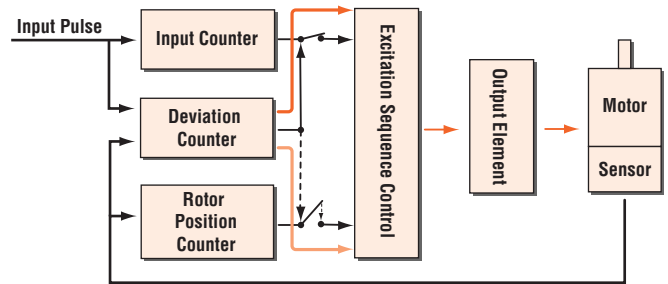 Input Pulse
Input Counter
Deviation
Counter
Rotor
Position
Counter
Excitation Sequence Control
Output Element
Motor
Sensor